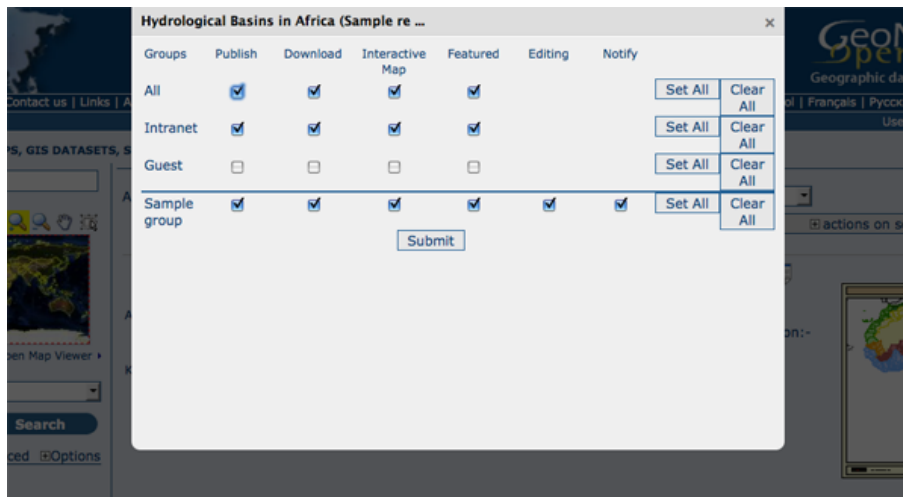 Hydrological Basins in Africa (Sample re ...
×
Groups Publish Download Interactive Map Featured Editing Notify
All Set All Clear All
Intranet Set All Clear All
Guest Set All Clear All
Sample group Set All Clear All
Submit
Geographic da
Contact us | Links | A
ol | Français | Русск
Use
PS, GIS DATASETS, S
actions on s
on:-
pen Map Viewer
Search
ced Options